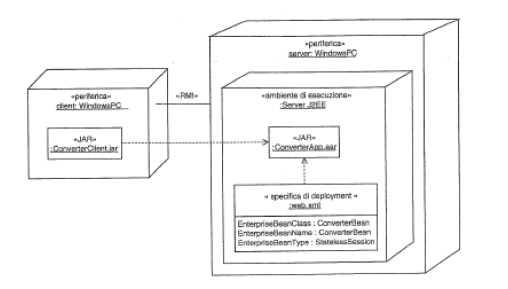 «periferica»
server: WindowsPC
«periferica»
client: WindowsPC
«RMI»
«ambiente di esecuzione»
:Server J2EE
«JAR»
:ConverterClient.jar
«JAR»
:ConverterApp.ear
« specifica di deployment »
:web.xml
EnterpriseBeanClass : ConverterBean
EnterpriseBeanName : ConverterBean
EnterpriseBeanType : StatelessSession